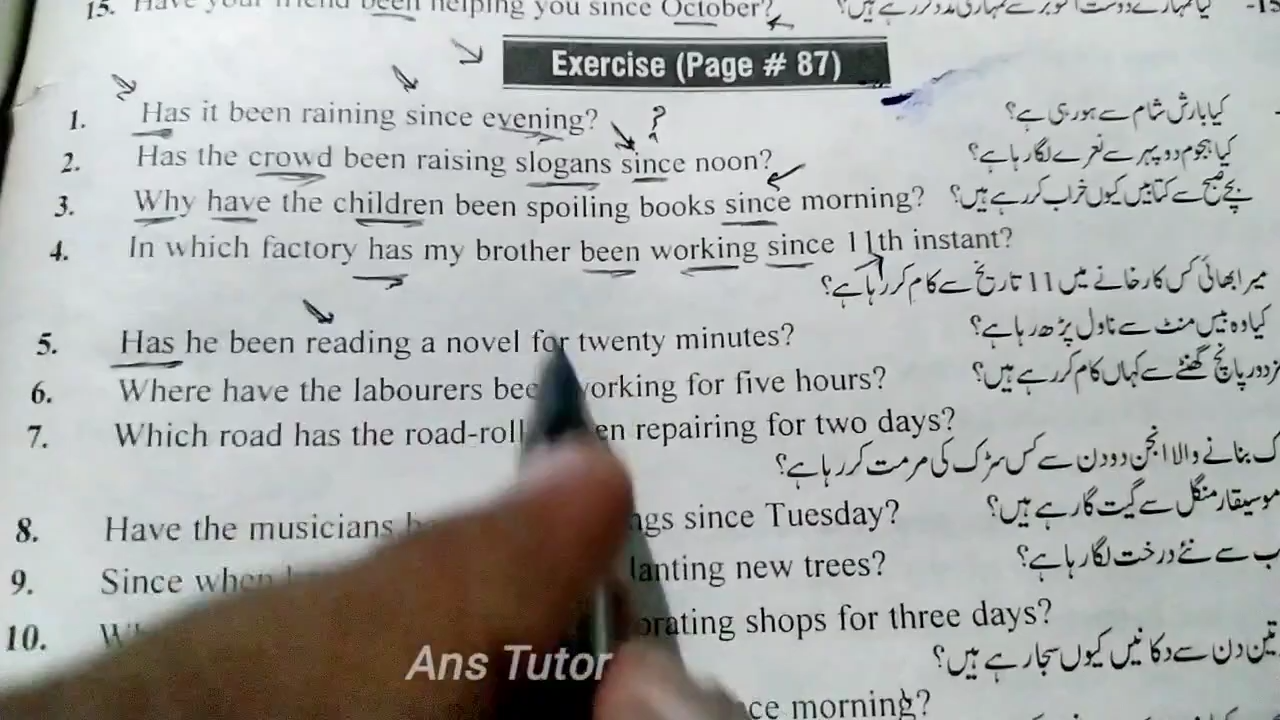 15. Have your friend been helping you since October?
Exercise (Page # 87)
1. Has it been raining since evening? ? کیا بارش شام سے ہو رہی ہے؟
2. Has the crowd been raising slogans since noon? کیا ہجوم دوپہر سے نعرے لگا رہا ہے؟
3. Why have the children been spoiling books since morning? بچے صبح سے کتابیں کیوں خراب کر رہے ہیں؟
4. In which factory has my brother been working since 11th instant?
میرا بھائی کس کارخانے میں 11 تاریخ سے کام کر رہا ہے؟
5. Has he been reading a novel for twenty minutes? کیا وہ بیس منٹ سے ناول پڑھ رہا ہے؟
6. Where have the labourers bee working for five hours? پانچ گھنٹے سے کہاں کام کر رہے ہیں؟
7. Which road has the road-roll en repairing for two days?
بنانے والا انجن دو دن سے کس سڑک کی مرمت کر رہا ہے؟
8. Have the musicians ngs since Tuesday? موسیقار منگل سے گیت گا رہے ہیں؟
9. Since when lanting new trees? سے نئے درخت لگا رہا ہے؟
10. orating shops for three days?
تین دن سے دکانیں کیوں سجا رہے ہیں؟
Ans Tutor
ce morning?